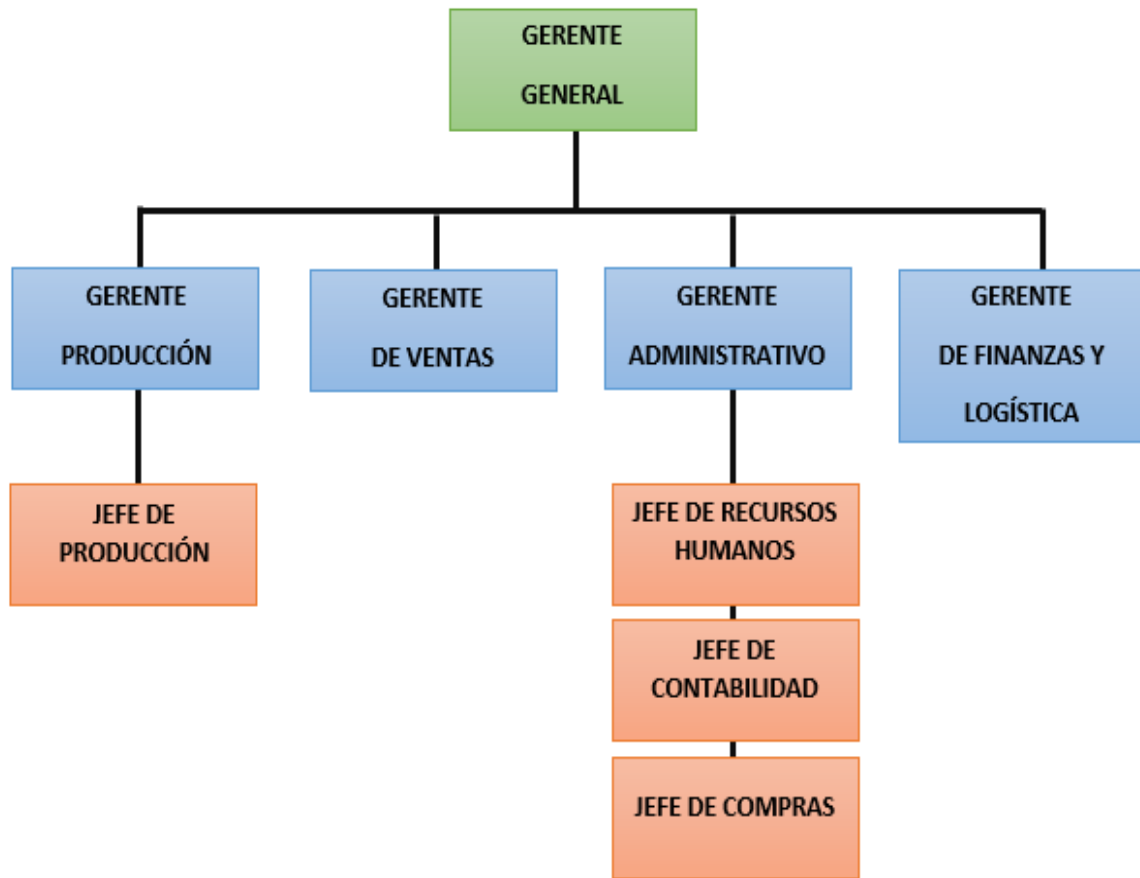 GERENTE
GENERAL
GERENTE
PRODUCCIÓN
GERENTE
DE VENTAS
GERENTE
ADMINISTRATIVO
GERENTE
DE FINANZAS Y
LOGÍSTICA
JEFE DE
PRODUCCIÓN
JEFE DE RECURSOS
HUMANOS
JEFE DE
CONTABILIDAD
JEFE DE COMPRAS